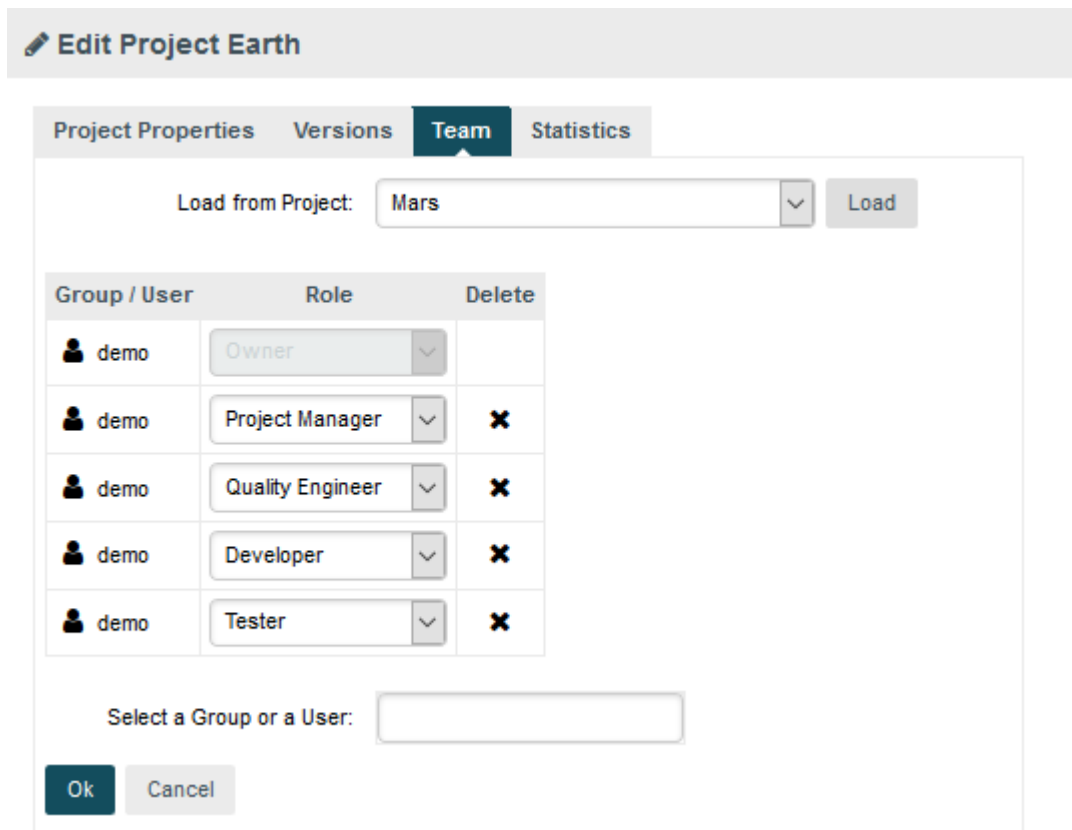 Edit Project Earth
Project Properties Versions Team Statistics
Load from Project: Mars Load
Group / User Role Delete
demo Owner
demo Project Manager
demo Quality Engineer
demo Developer
demo Tester
Select a Group or a User:
Ok Cancel